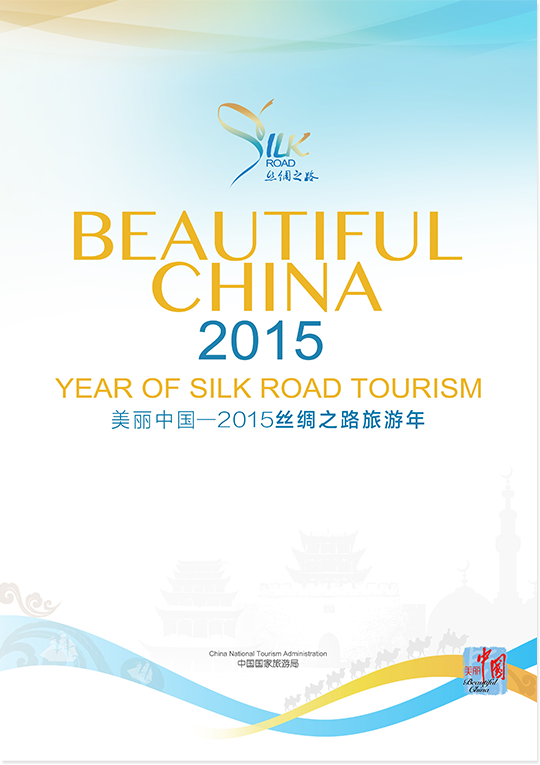 SILK
ROAD
丝绸之路
BEAUTIFUL
CHINA
2015
YEAR OF SILK ROAD TOURISM
美丽中国—2015丝绸之路旅游年
China National Tourism Administration
中国国家旅游局
美丽中国
Beautiful
China